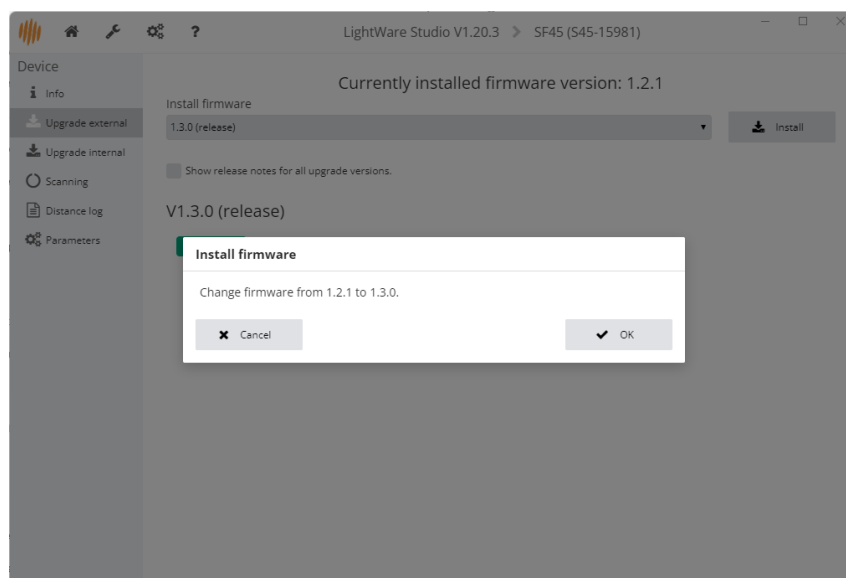 ?
LightWare Studio V1.20.3
SF45 (S45-15981)
Device
Info
Upgrade external
Upgrade internal
Scanning
Distance log
Parameters
Currently installed firmware version: 1.2.1
Install firmware
1.3.0 (release)
Install
Show release notes for all upgrade versions.
V1.3.0 (release)
Install firmware
Change firmware from 1.2.1 to 1.3.0.
Cancel
OK